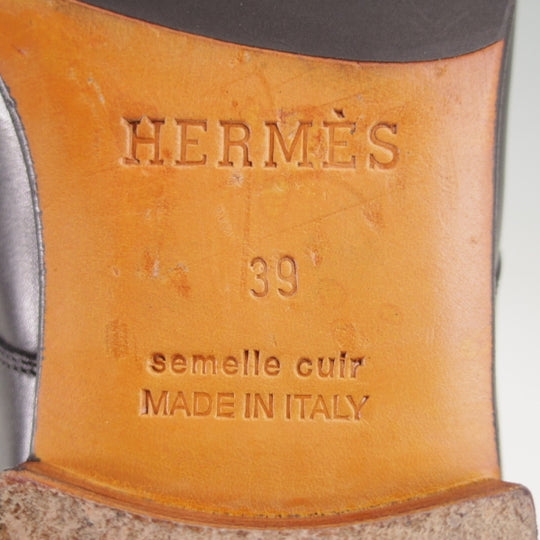 HERMÈS
39
semelle cuir
MADE IN ITALY